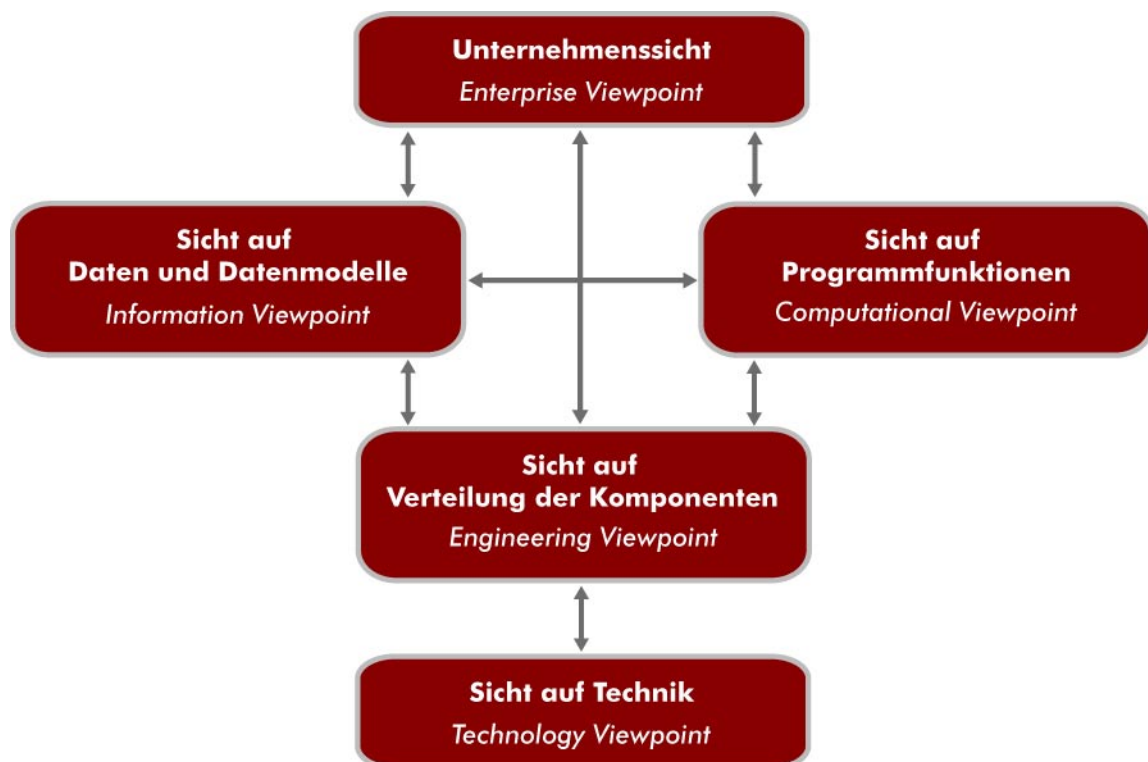 Unternehmenssicht
Enterprise Viewpoint
Sicht auf
Daten und Datenmodelle
Information Viewpoint
Sicht auf
Programmfunktionen
Computational Viewpoint
Sicht auf
Verteilung der Komponenten
Engineering Viewpoint
Sicht auf Technik
Technology Viewpoint